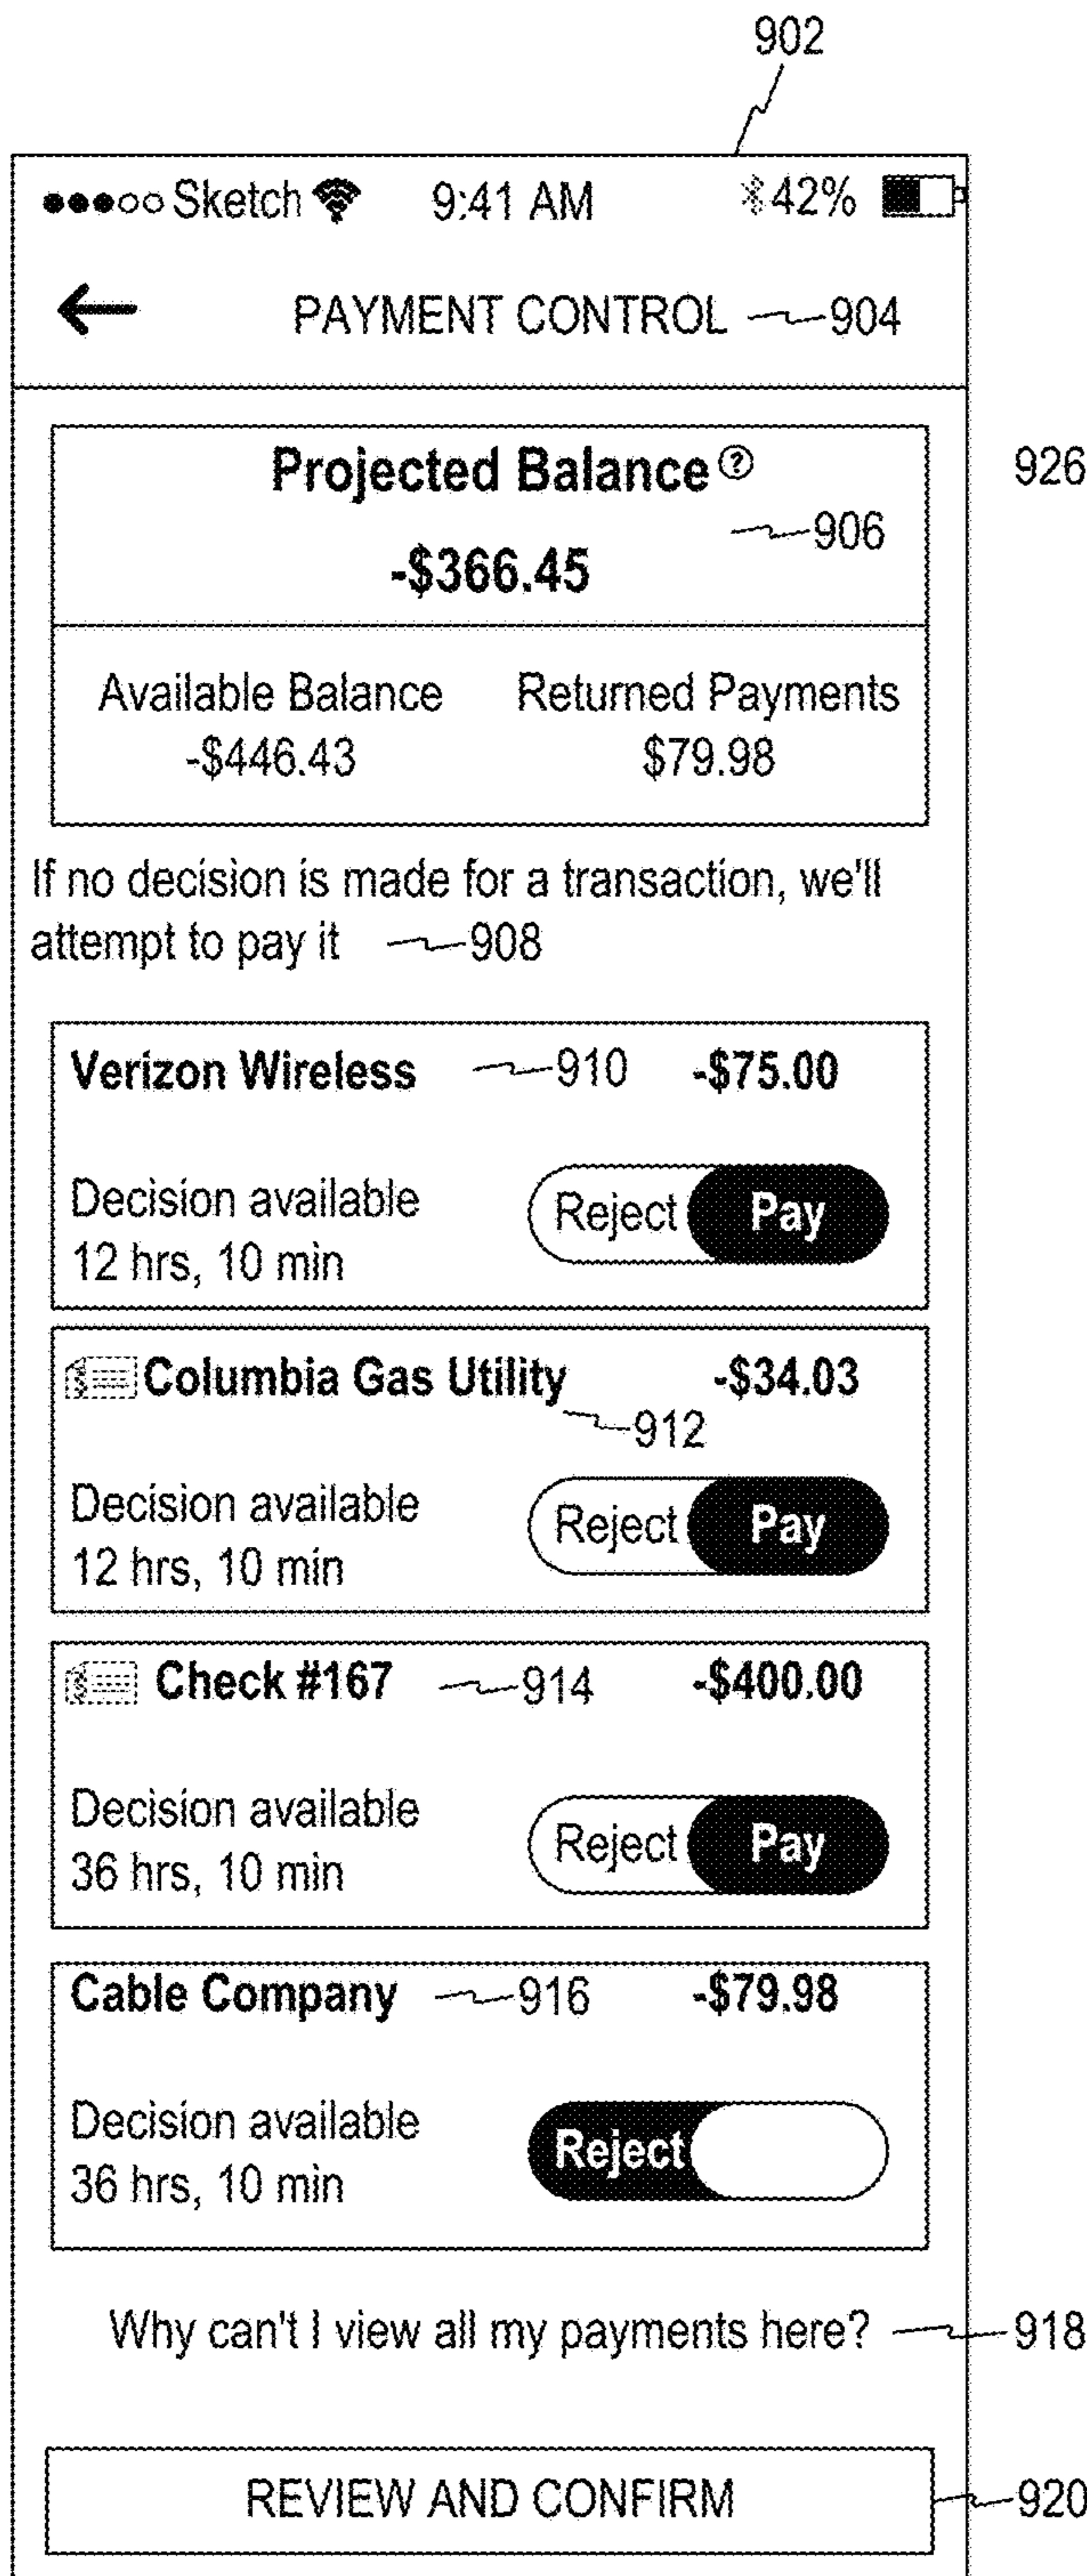 902
Sketch 9:41 AM 42%
PAYMENT CONTROL 904
Projected Balance ? 926
906
-$366.45
Available Balance Returned Payments
-$446.43 $79.98
If no decision is made for a transaction, we'll
attempt to pay it 908
Verizon Wireless 910 -$75.00
Decision available Reject Pay
12 hrs, 10 min
$ Columbia Gas Utility -$34.03
912
Decision available Reject Pay
12 hrs, 10 min
$ Check #167 914 -$400.00
Decision available Reject Pay
36 hrs, 10 min
Cable Company 916 -$79.98
Decision available Reject
36 hrs, 10 min
Why can't I view all my payments here? 918
REVIEW AND CONFIRM 920